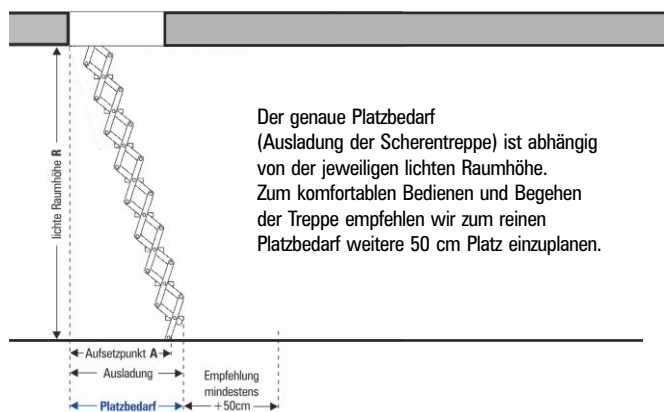 Der genaue Platzbedarf
(Ausladung der Scherentreppe) ist abhängig
von der jeweiligen lichten Raumhöhe.
Zum komfortablen Bedienen und Begehen
der Treppe empfehlen wir zum reinen
Platzbedarf weitere 50 cm Platz einzuplanen.
lichte Raumhöhe R
Aufsetzpunkt A
Ausladung
Platzbedarf
Empfehlung
mindestens
+50cm